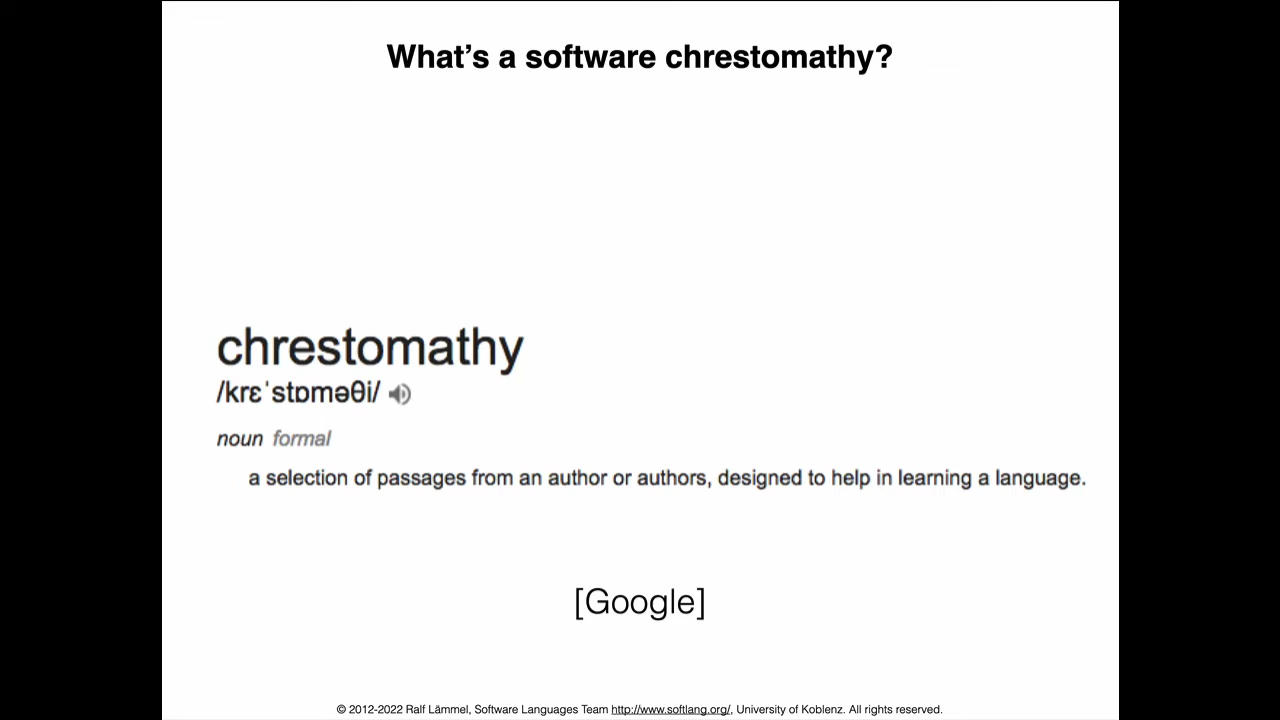 What’s a software chrestomathy?
chrestomathy
/krɛˈstɒməθi/
noun formal
a selection of passages from an author or authors, designed to help in learning a language.
[Google]
© 2012-2022 Ralf Lämmel, Software Languages Team http://www.softlang.org/, University of Koblenz. All rights reserved.